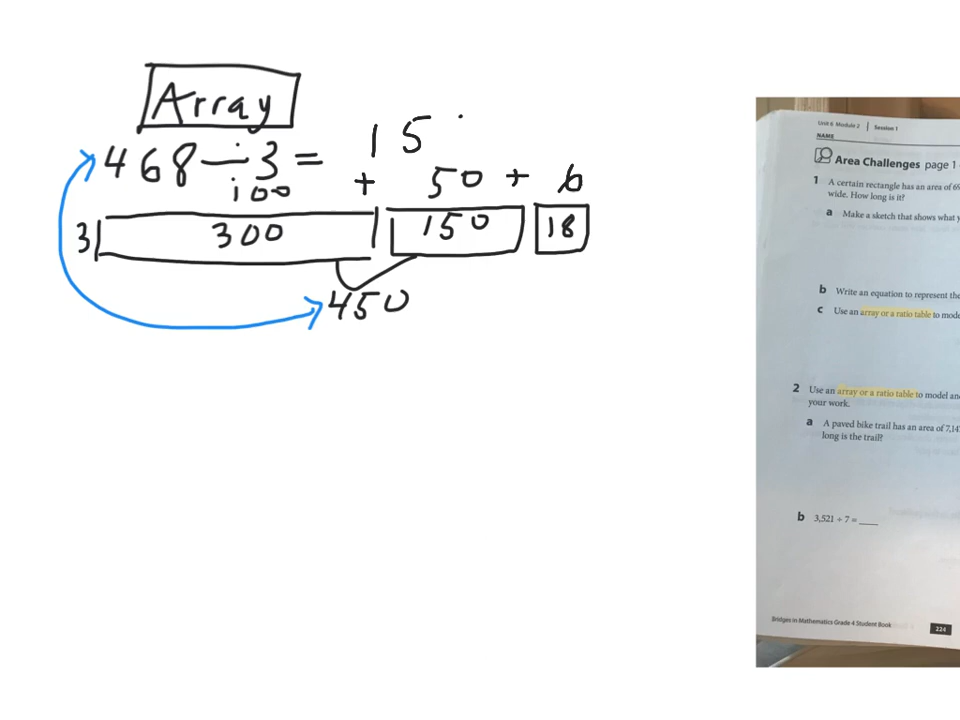 Array
468 ÷ 3 = 15
100 + 50 + 6
3 300 150 18
450
Unit 6 Module 2 | Session 1
NAME
Area Challenges page 1
1 A certain rectangle has an area of 69
wide. How long is it?
a Make a sketch that shows what y
b Write an equation to represent the
c Use an array or a ratio table to mode
2 Use an array or a ratio table to model an
your work.
a A paved bike trail has an area of 7,14
long is the trail?
b 3,521 ÷ 7 = ___
Bridges in Mathematics Grade 4 Student Book
224